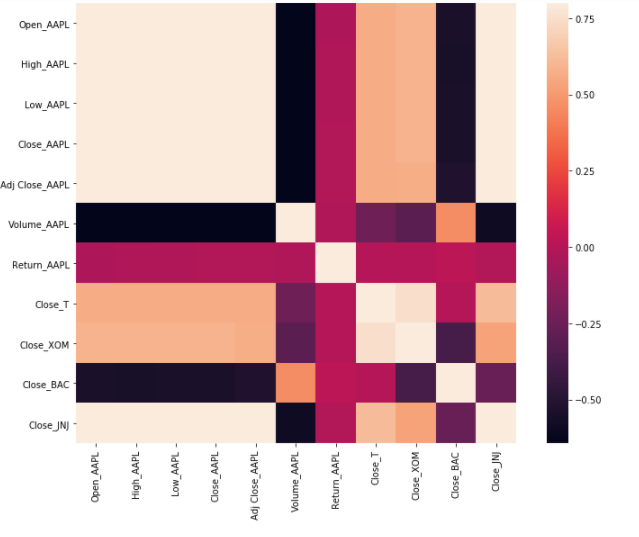 Open_AAPL
High_AAPL
Low_AAPL
Close_AAPL
Adj Close_AAPL
Volume_AAPL
Return_AAPL
Close_T
Close_XOM
Close_BAC
Close_JNJ
Open_AAPL
High_AAPL
Low_AAPL
Close_AAPL
Adj Close_AAPL
Volume_AAPL
Return_AAPL
Close_T
Close_XOM
Close_BAC
Close_JNJ
0.75
0.50
0.25
0.00
−0.25
−0.50